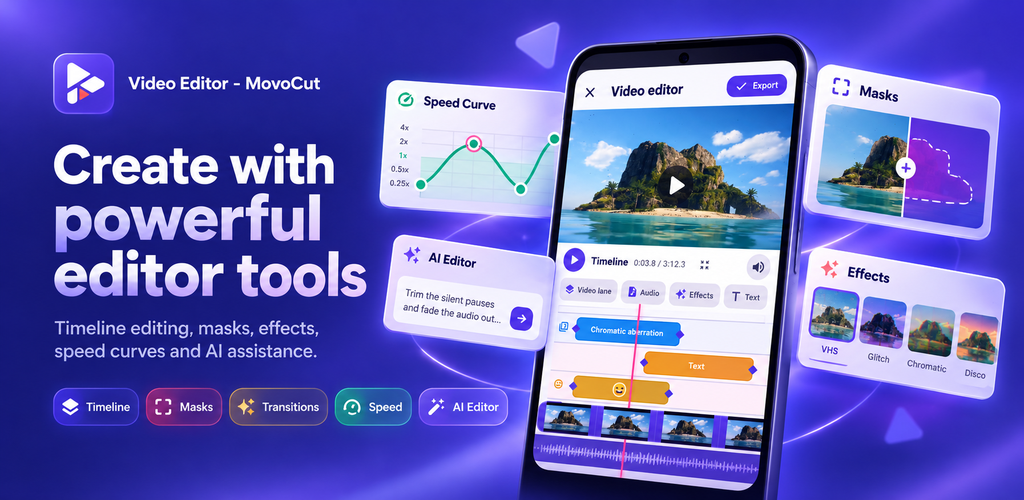 Video Editor - MovoCut
Create with
powerful
editor tools
Timeline editing, masks, effects,
speed curves and AI assistance.
Timeline
Masks
Transitions
Speed
AI Editor
Speed Curve
4x
2x
1x
0.5xx
0.25x
AI Editor
Trim the silent pauses
and fade the audio out...
Video editor
Export
Timeline 0:03.8 / 3:12.3
Video lane
Audio
Effects
Text
Chromatic aberration
Text
Masks
Effects
VHS
Glitch
Chromatic
Disco